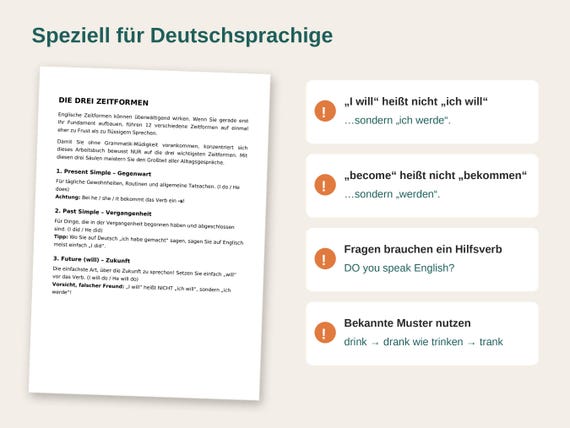 Speziell für Deutschsprachige
DIE DREI ZEITFORMEN
Englische Zeitformen können überwältigend wirken. Wenn Sie gerade erst
Ihr Fundament aufbauen, führen 12 verschiedene Zeitformen auf einmal
eher zu Frust als zu flüssigem Sprechen.
Damit Sie ohne Grammatik-Müdigkeit vorankommen, konzentriert sich
dieses Arbeitsbuch bewusst NUR auf die drei wichtigsten Zeitformen. Mit
diesen drei Säulen meistern Sie den Großteil aller Alltagsgespräche.
1. Present Simple – Gegenwart
Für tägliche Gewohnheiten, Routinen und allgemeine Tatsachen. (I do / He
does)
Achtung: Bei he / she / it bekommt das Verb ein -s!
2. Past Simple – Vergangenheit
Für Dinge, die in der Vergangenheit begonnen haben und abgeschlossen
sind. (I did / He did)
Tipp: Wo Sie auf Deutsch „ich habe gemacht" sagen, sagen Sie auf Englisch
meist einfach „I did".
3. Future (will) – Zukunft
Die einfachste Art, über die Zukunft zu sprechen! Setzen Sie einfach „will"
vor das Verb. (I will do / He will do)
Vorsicht, falscher Freund: „I will" heißt NICHT „ich will", sondern „ich
werde"!
! „I will“ heißt nicht „ich will“
…sondern „ich werde“.
! „become“ heißt nicht „bekommen“
…sondern „werden“.
! Fragen brauchen ein Hilfsverb
DO you speak English?
! Bekannte Muster nutzen
drink → drank wie trinken → trank